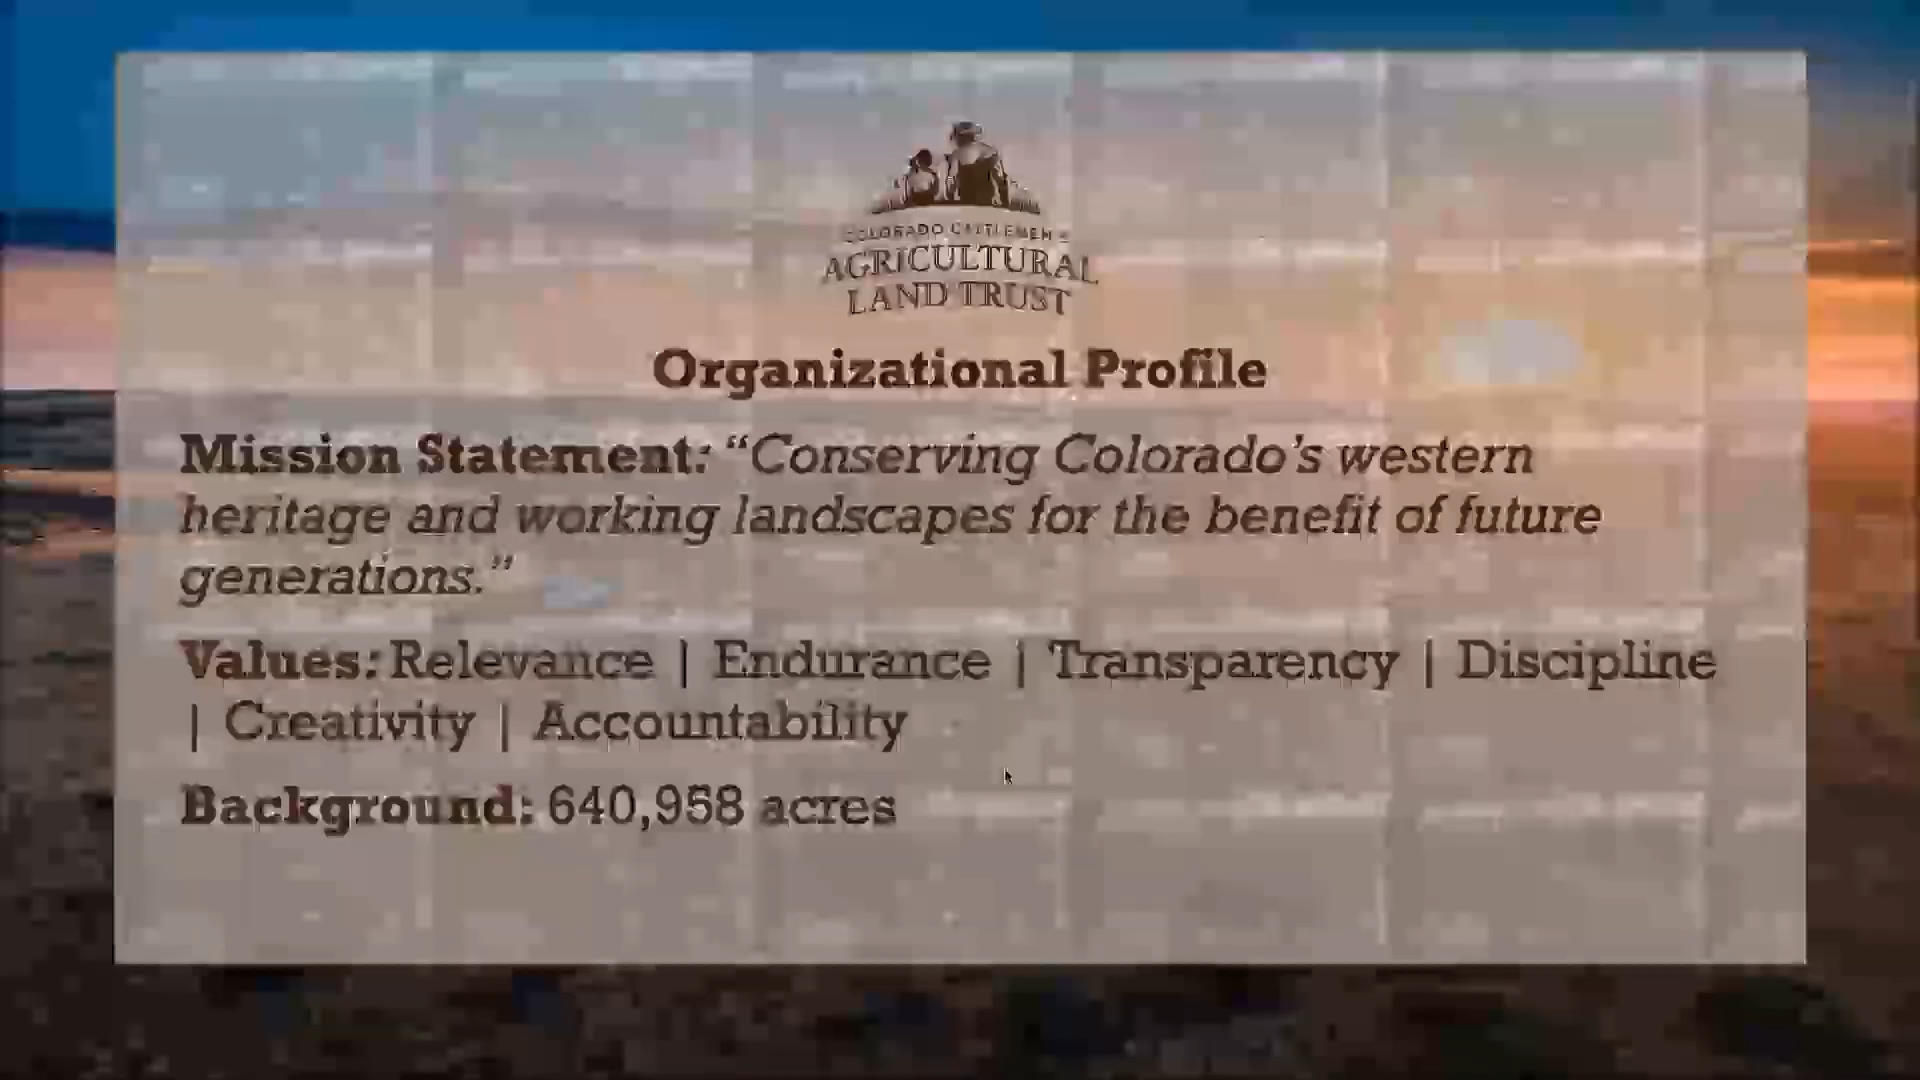 COLORADO CATTLEMEN'S
AGRICULTURAL
LAND TRUST
Organizational Profile
Mission Statement: “Conserving Colorado’s western
heritage and working landscapes for the benefit of future
generations.”
Values: Relevance | Endurance | Transparency | Discipline
| Creativity | Accountability
Background: 640,958 acres